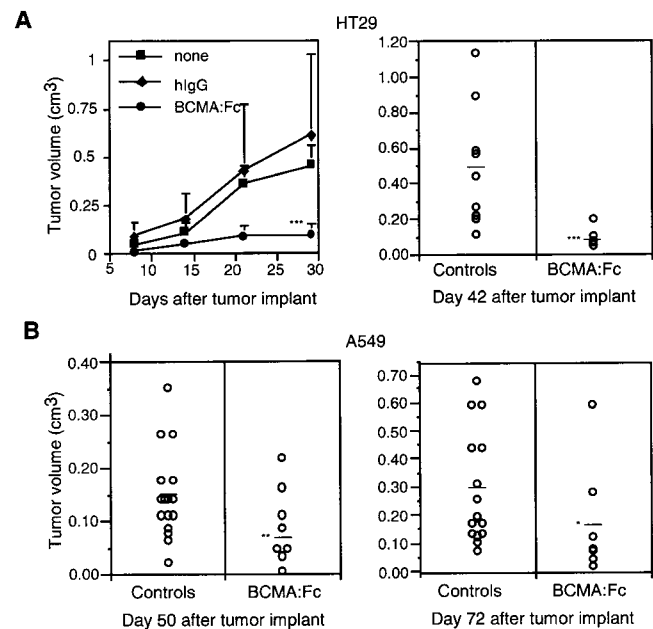 A
HT29
none
hIgG
BCMA:Fc
Tumor volume (cm3)
1
0.75
0.5
0.25
0
***
5 10 15 20 25 30
Days after tumor implant
1.20
1.00
0.80
0.60
0.40
0.20
0.00
***
Controls BCMA:Fc
Day 42 after tumor implant
B
A549
Tumor volume (cm3)
0.40
0.30
0.20
0.10
0.00
**
Controls BCMA:Fc
Day 50 after tumor implant
0.70
0.60
0.50
0.40
0.30
0.20
0.10
0.00
*
Controls BCMA:Fc
Day 72 after tumor implant